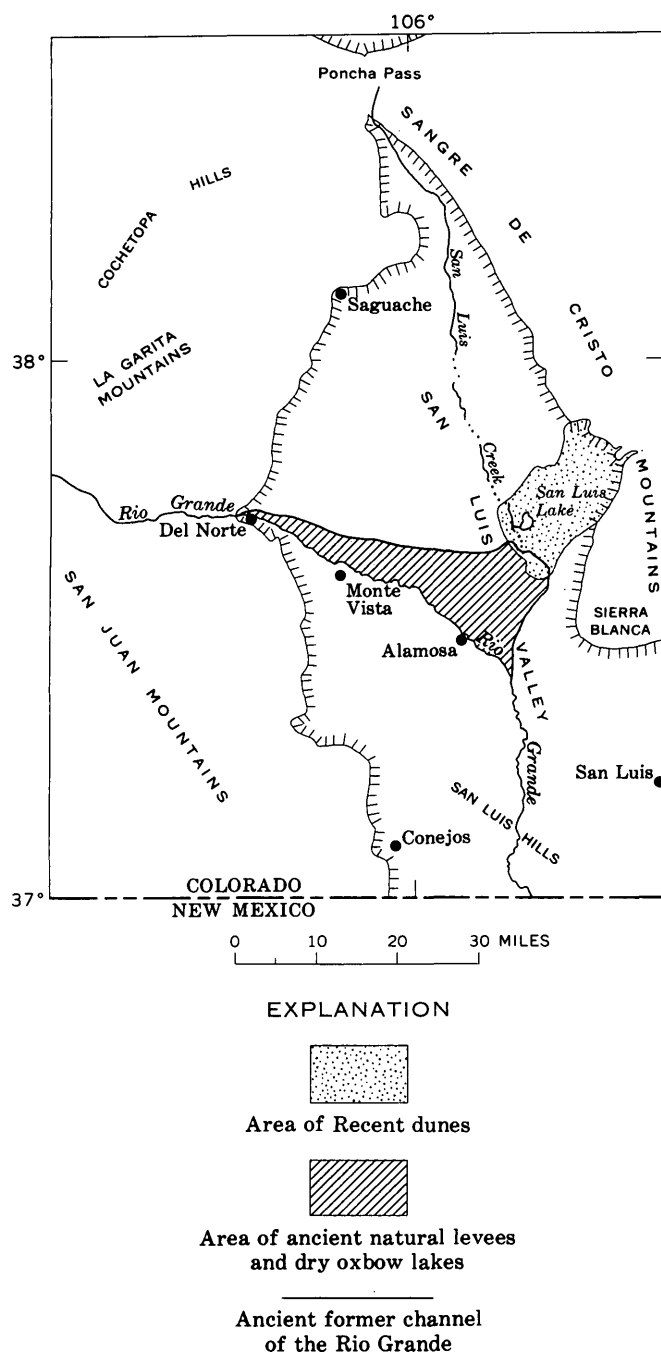 106°
Poncha Pass
SANGRE DE CRISTO MOUNTAINS
COCHETOPA HILLS
San Luis Creek
Saguache
LA GARITA
MOUNTAINS
38°
SAN LUIS VALLEY
San Luis
Lake
Rio Grande
Del Norte
Monte
Vista
SIERRA
BLANCA
SAN JUAN MOUNTAINS
Alamosa
Rio Grande
San Luis
SAN LUIS HILLS
Conejos
37°
COLORADO
NEW MEXICO
0 10 20 30 MILES
EXPLANATION
Area of Recent dunes
Area of ancient natural levees
and dry oxbow lakes
Ancient former channel
of the Rio Grande